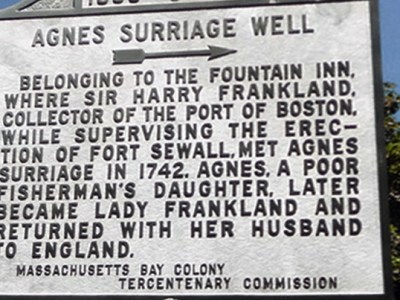 AGNES SURRIAGE WELL
BELONGING TO THE FOUNTAIN INN,
WHERE SIR HARRY FRANKLAND,
COLLECTOR OF THE PORT OF BOSTON,
WHILE SUPERVISING THE EREC-
TION OF FORT SEWALL, MET AGNES
SURRIAGE IN 1742. AGNES, A POOR
FISHERMAN'S DAUGHTER, LATER
BECAME LADY FRANKLAND AND
RETURNED WITH HER HUSBAND
TO ENGLAND.
MASSACHUSETTS BAY COLONY
TERCENTENARY COMMISSION